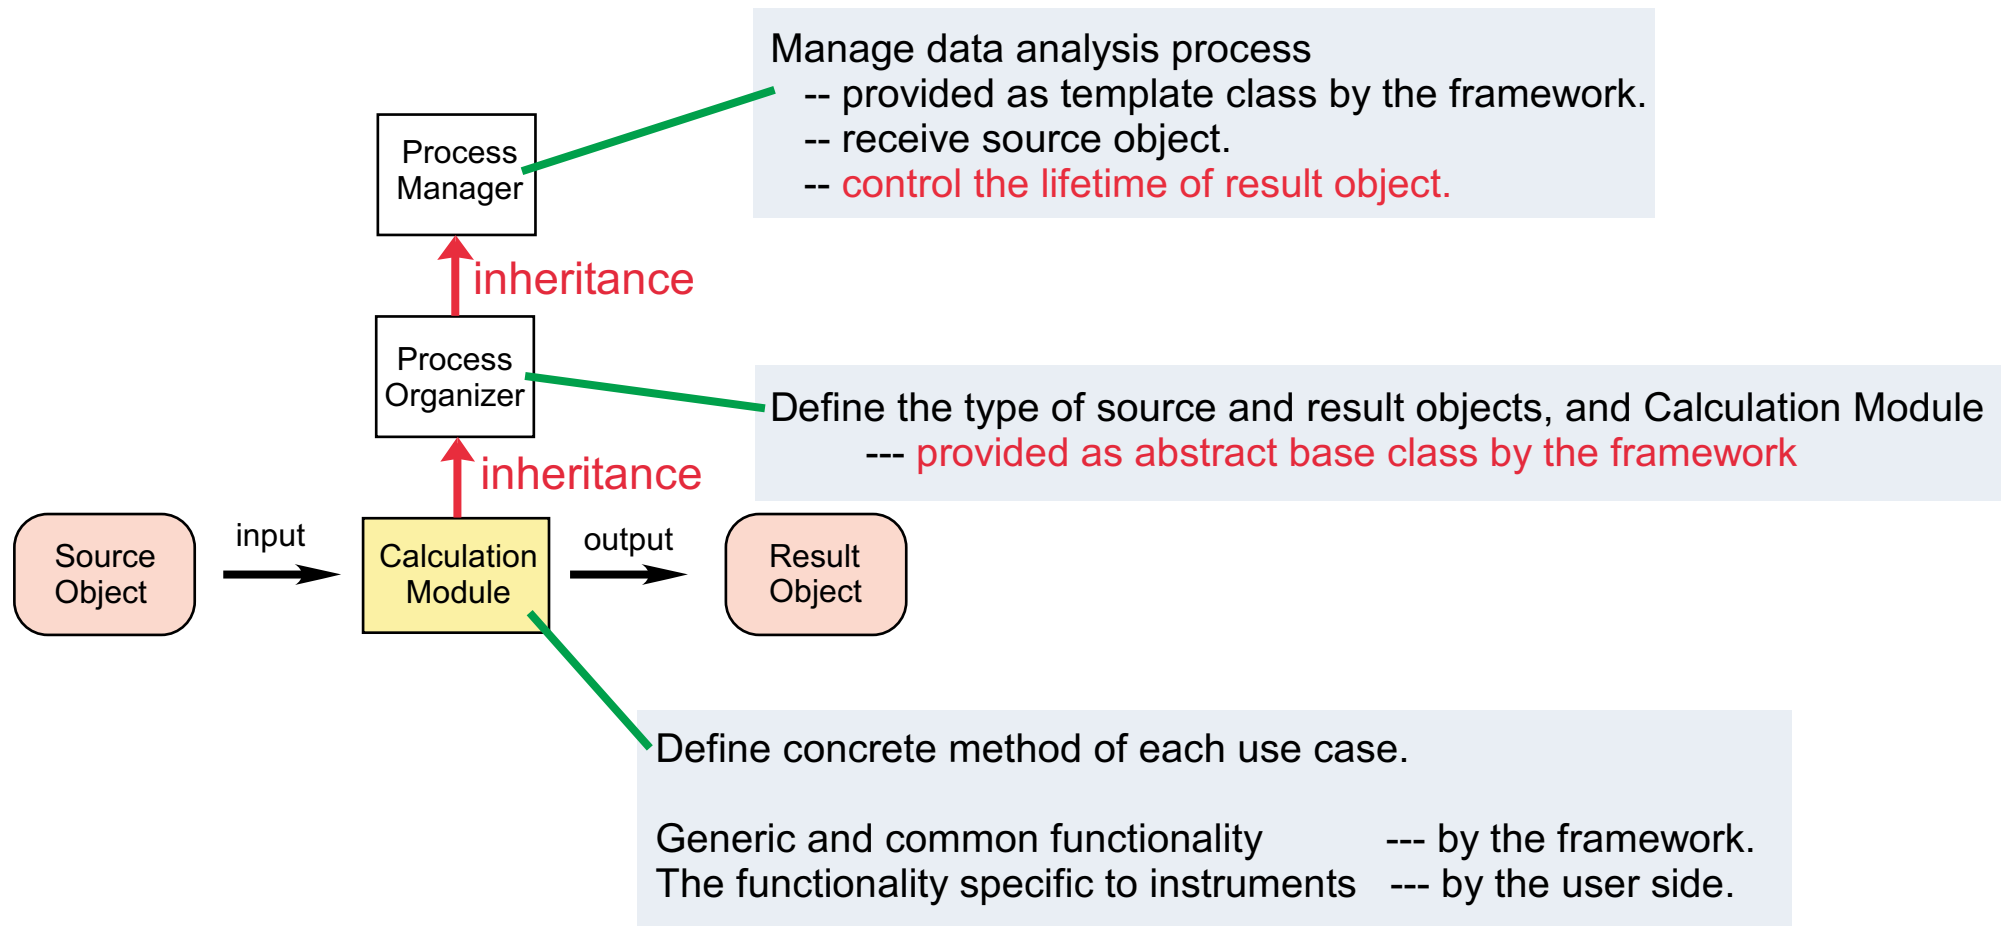 Manage data analysis process
-- provided as template class by the framework.
-- receive source object.
-- control the lifetime of result object.
Process
Manager
inheritance
Process
Organizer
Define the type of source and result objects, and Calculation Module
--- provided as abstract base class by the framework
inheritance
Source
Object
input
Calculation
Module
output
Result
Object
Define concrete method of each use case.
Generic and common functionality --- by the framework.
The functionality specific to instruments --- by the user side.